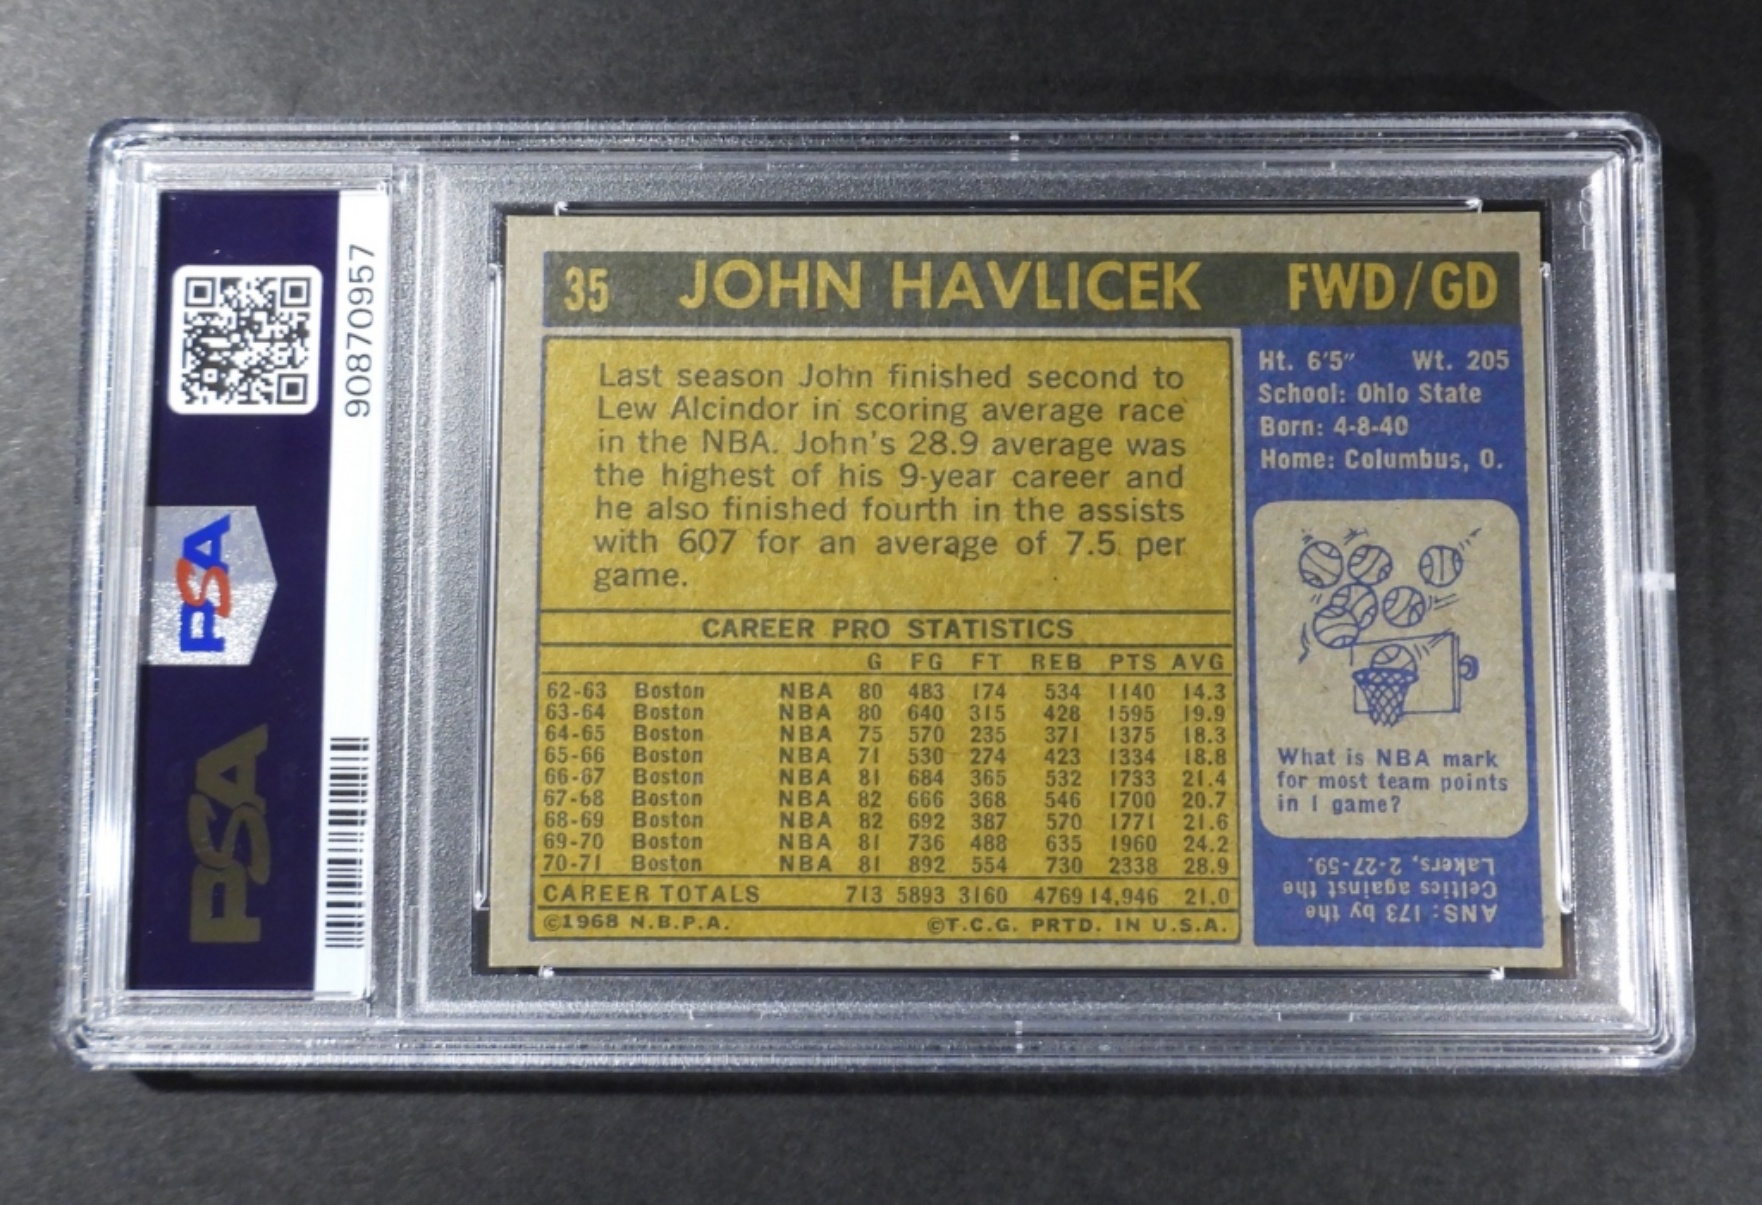 90870957
PSA
PSA
35 JOHN HAVLICEK FWD/GD
Last season John finished second to
Lew Alcindor in scoring average race
in the NBA. John's 28.9 average was
the highest of his 9-year career and
he also finished fourth in the assists
with 607 for an average of 7.5 per
game.
CAREER PRO STATISTICS
G FG FT REB PTS AVG
62-63 Boston NBA 80 483 174 534 1140 14.3
63-64 Boston NBA 80 640 315 428 1595 19.9
64-65 Boston NBA 75 570 235 371 1375 18.3
65-66 Boston NBA 71 530 274 423 1334 18.8
66-67 Boston NBA 81 684 365 532 1733 21.4
67-68 Boston NBA 82 666 368 546 1700 20.7
68-69 Boston NBA 82 692 387 570 1771 21.6
69-70 Boston NBA 81 736 488 635 1960 24.2
70-71 Boston NBA 81 892 554 730 2338 28.9
CAREER TOTALS 713 5893 3160 4769 14,946 21.0
©1968 N.B.P.A. ©T.C.G. PRTD. IN U.S.A.
Ht. 6'5" Wt. 205
School: Ohio State
Born: 4-8-40
Home: Columbus, O.
What is NBA mark
for most team points
in 1 game?
ANS: 173 by the
Celtics against the
Lakers, 2-27-59.